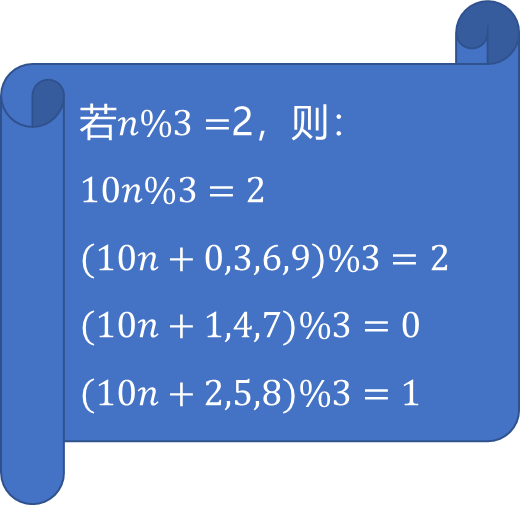 若n%3 =2，则：
10n%3 = 2
(10n + 0,3,6,9)%3 = 2
(10n + 1,4,7)%3 = 0
(10n + 2,5,8)%3 = 1